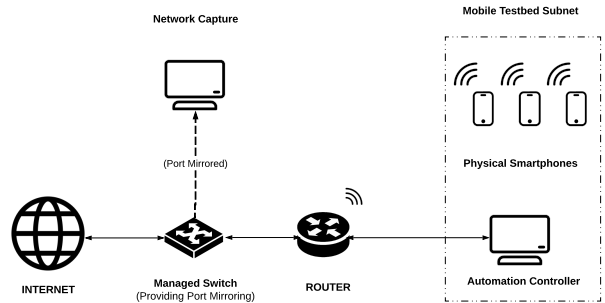 Mobile Testbed Subnet
Network Capture
(Port Mirrored)
Physical Smartphones
INTERNET
Managed Switch
(Providing Port Mirroring)
ROUTER
Automation Controller